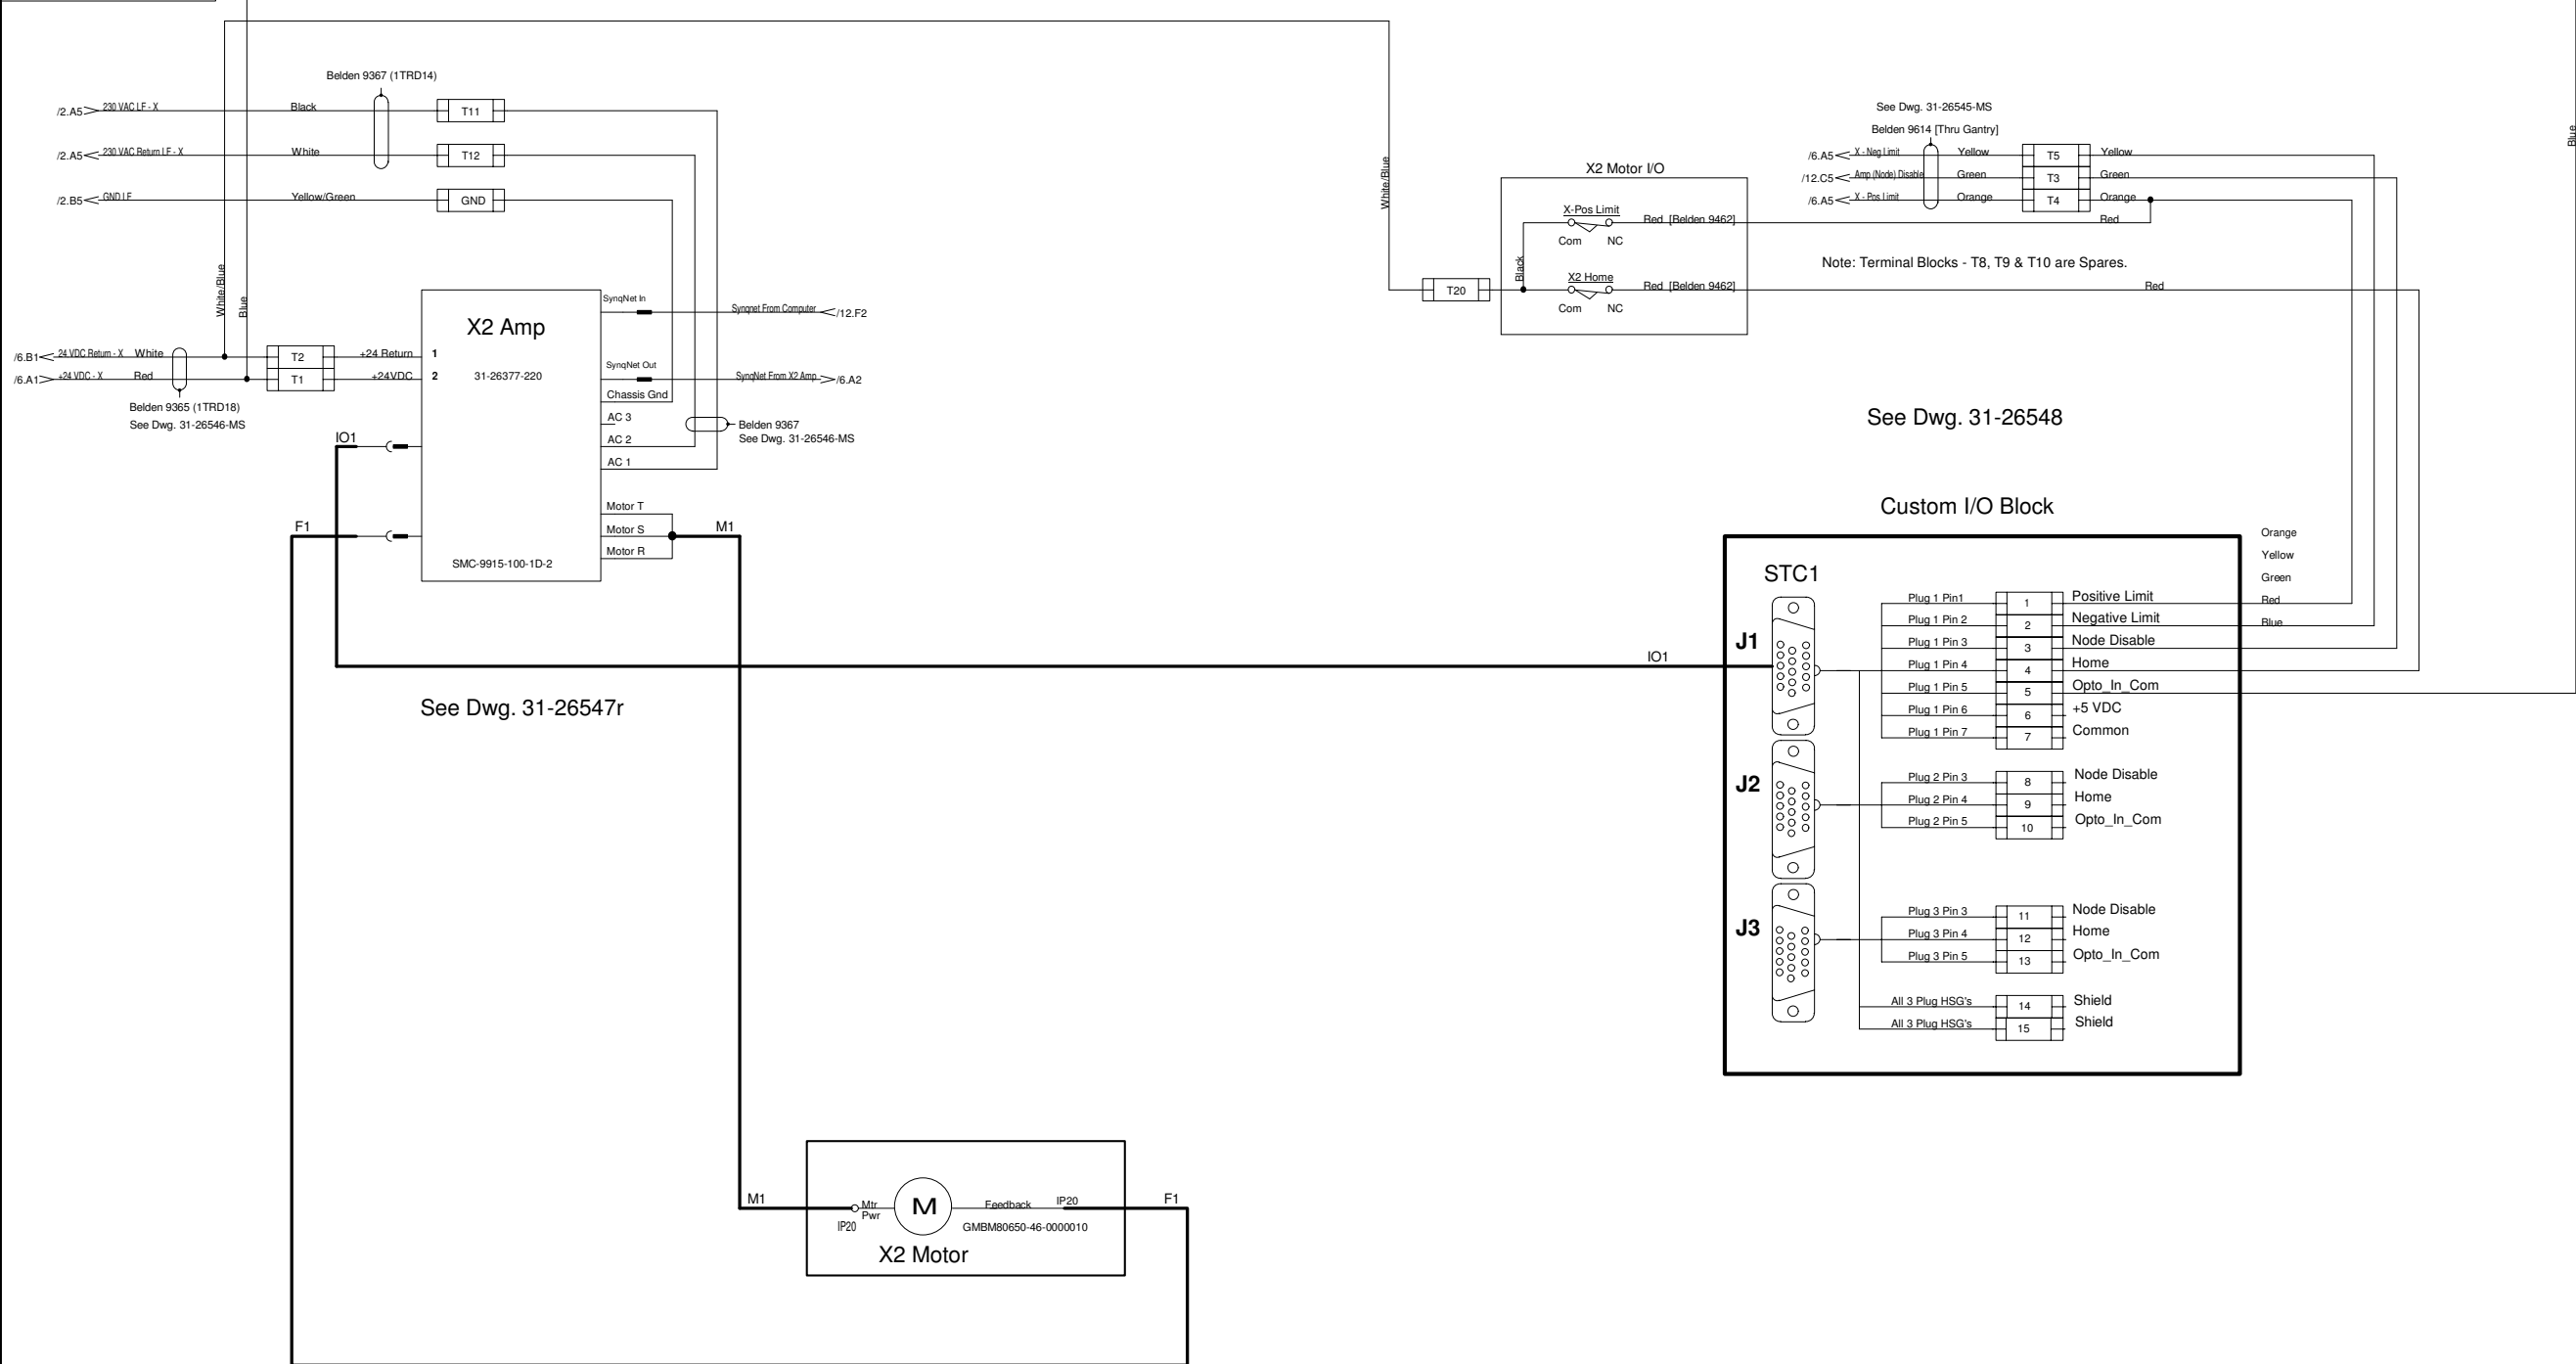 Belden 9367 (1TRD14)
/2.A5 230 VAC LF - X Black T11
/2.A5 230 VAC Return LF - X White T12
/2.B5 GND LF Yellow/Green GND
White/Blue
Blue
/6.B1 24 VDC Return - X White T2 +24 Return 1
/6.A1 +24 VDC - X Red T1 +24VDC 2
Belden 9365 (1TRD18)
See Dwg. 31-26546-MS
X2 Amp
31-26377-220
SMC-9915-100-1D-2
SynqNet In
Synqnet From Computer /12.F2
SynqNet Out
SynqNet From X2 Amp /6.A2
Chassis Gnd
AC 3
AC 2
AC 1
Belden 9367
See Dwg. 31-26546-MS
Motor T
Motor S
Motor R
M1
IO1
F1
See Dwg. 31-26547r
White/Blue
T20
X2 Motor I/O
X-Pos Limit
Com NC
Red [Belden 9462]
Black
X2 Home
Com NC
Red [Belden 9462]
See Dwg. 31-26545-MS
Belden 9614 [Thru Gantry]
/6.A5 X - Neg Limit Yellow T5 Yellow
/12.C5 Amp (Node) Disable Green T3 Green
/6.A5 X - Pos Limit Orange T4 Orange
Red
Note: Terminal Blocks - T8, T9 & T10 are Spares.
Red
Blue
See Dwg. 31-26548
Custom I/O Block
Orange
Yellow
Green
Red
Blue
STC1
J1
IO1
Plug 1 Pin1 1 Positive Limit
Plug 1 Pin 2 2 Negative Limit
Plug 1 Pin 3 3 Node Disable
Plug 1 Pin 4 4 Home
Plug 1 Pin 5 5 Opto_In_Com
Plug 1 Pin 6 6 +5 VDC
Plug 1 Pin 7 7 Common
J2
Plug 2 Pin 3 8 Node Disable
Plug 2 Pin 4 9 Home
Plug 2 Pin 5 10 Opto_In_Com
J3
Plug 3 Pin 3 11 Node Disable
Plug 3 Pin 4 12 Home
Plug 3 Pin 5 13 Opto_In_Com
All 3 Plug HSG's 14 Shield
All 3 Plug HSG's 15 Shield
M1
Mtr
Pwr
IP20
M
Feedback
IP20
F1
GMBM80650-46-0000010
X2 Motor